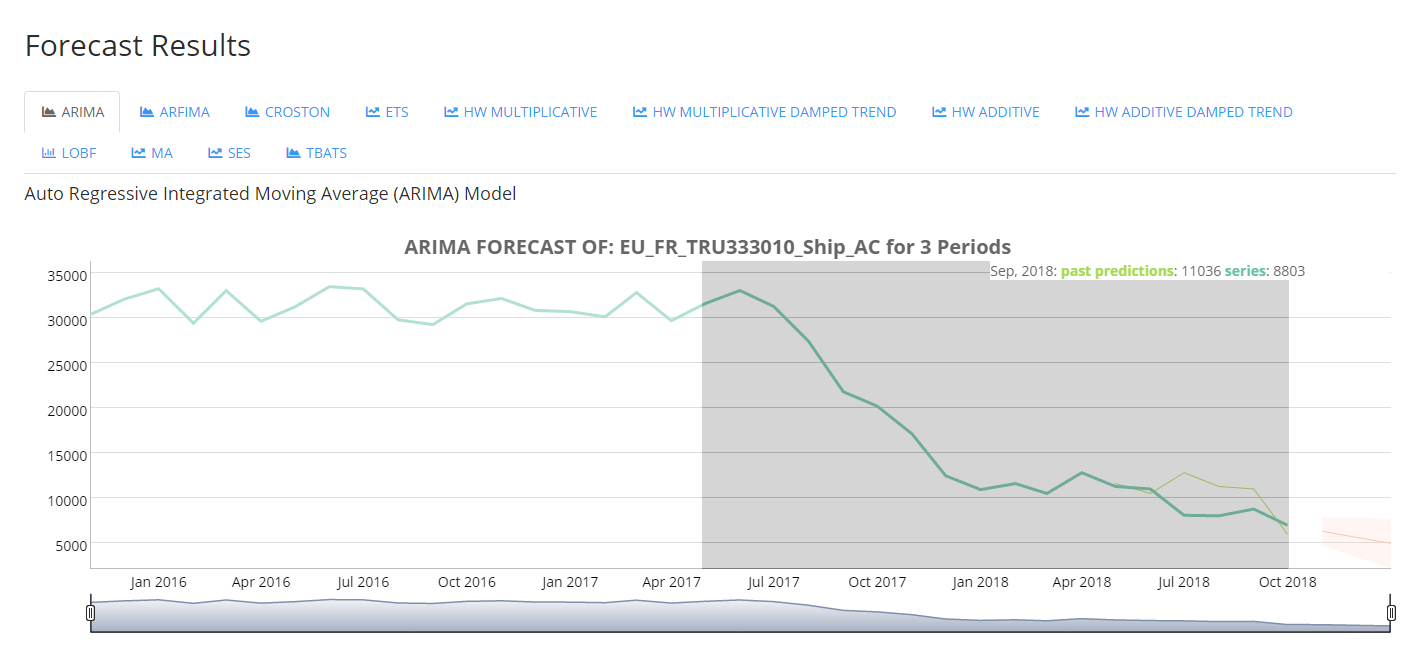 Forecast Results
ARIMA ARFIMA CROSTON ETS HW MULTIPLICATIVE HW MULTIPLICATIVE DAMPED TREND HW ADDITIVE HW ADDITIVE DAMPED TREND
LOBF MA SES TBATS
Auto Regressive Integrated Moving Average (ARIMA) Model
ARIMA FORECAST OF: EU_FR_TRU333010_Ship_AC for 3 Periods
Sep, 2018: past predictions: 11036 series: 8803
35000
30000
25000
20000
15000
10000
5000
Jan 2016 Apr 2016 Jul 2016 Oct 2016 Jan 2017 Apr 2017 Jul 2017 Oct 2017 Jan 2018 Apr 2018 Jul 2018 Oct 2018